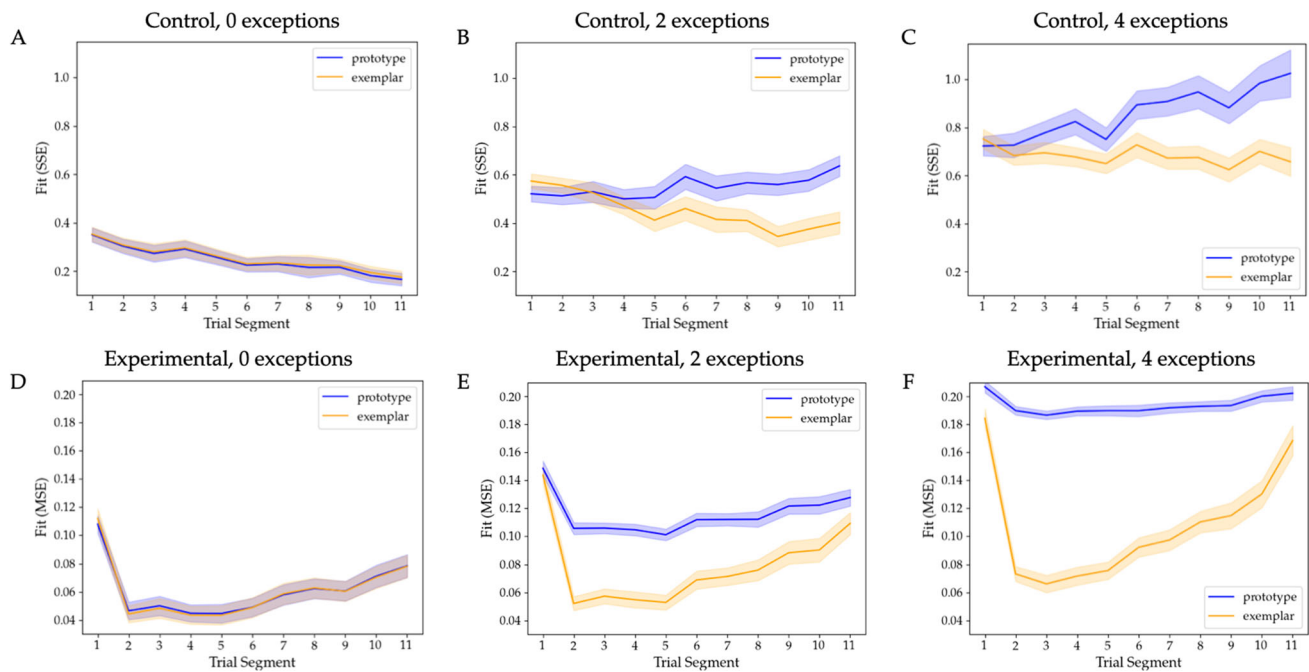 Control, 0 exceptions
A
prototype
exemplar
1.0
0.8
0.6
0.4
0.2
Fit (SSE)
1 2 3 4 5 6 7 8 9 10 11
Trial Segment
Control, 2 exceptions
B
prototype
exemplar
1.0
0.8
0.6
0.4
0.2
Fit (SSE)
1 2 3 4 5 6 7 8 9 10 11
Trial Segment
Control, 4 exceptions
C
1.0
0.8
0.6
0.4
0.2
Fit (SSE)
prototype
exemplar
1 2 3 4 5 6 7 8 9 10 11
Trial Segment
Experimental, 0 exceptions
D
prototype
exemplar
0.20
0.18
0.16
0.14
0.12
0.10
0.08
0.06
0.04
Fit (MSE)
1 2 3 4 5 6 7 8 9 10 11
Trial Segment
Experimental, 2 exceptions
E
prototype
exemplar
0.20
0.18
0.16
0.14
0.12
0.10
0.08
0.06
0.04
Fit (MSE)
1 2 3 4 5 6 7 8 9 10 11
Trial Segment
Experimental, 4 exceptions
F
0.20
0.18
0.16
0.14
0.12
0.10
0.08
0.06
0.04
Fit (MSE)
prototype
exemplar
1 2 3 4 5 6 7 8 9 10 11
Trial Segment